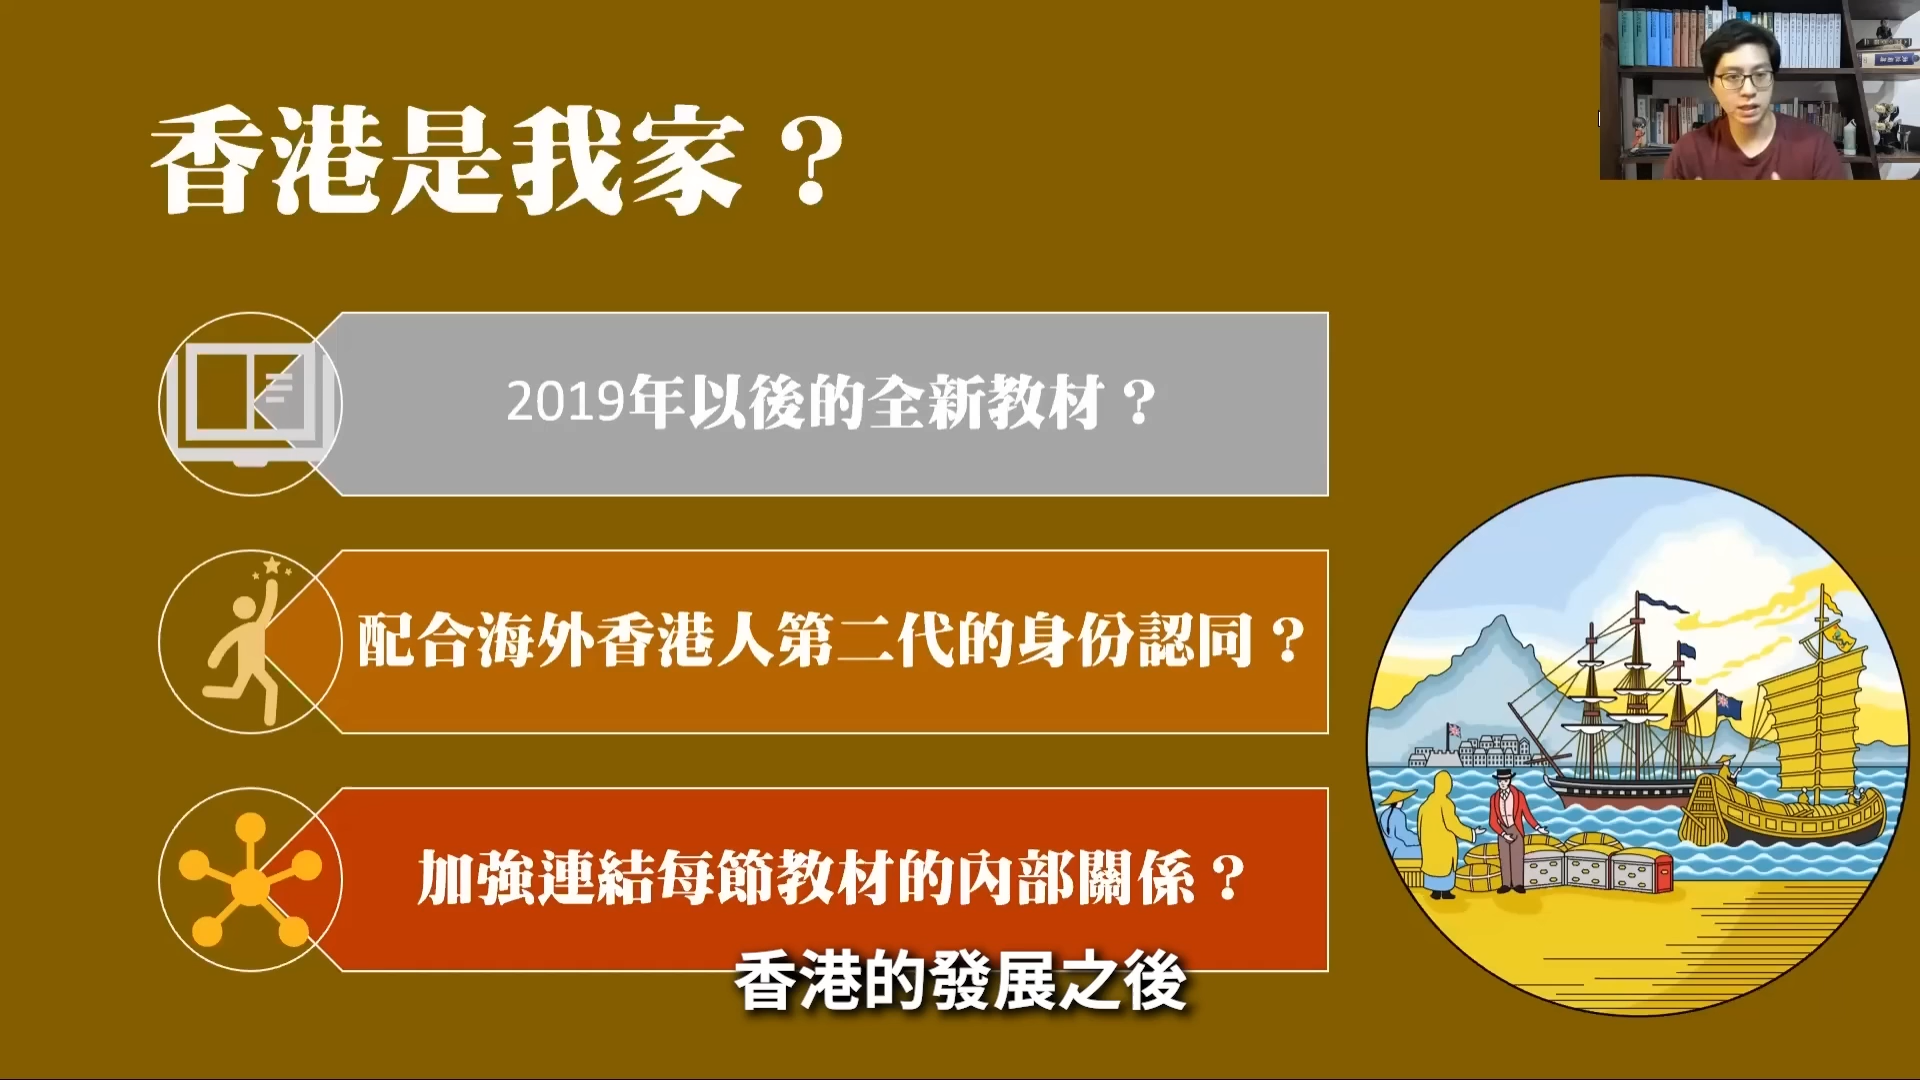 香港是我家？
2019年以後的全新教材？
配合海外香港人第二代的身份認同？
加強連結每節教材的內部關係？
香港的發展之後